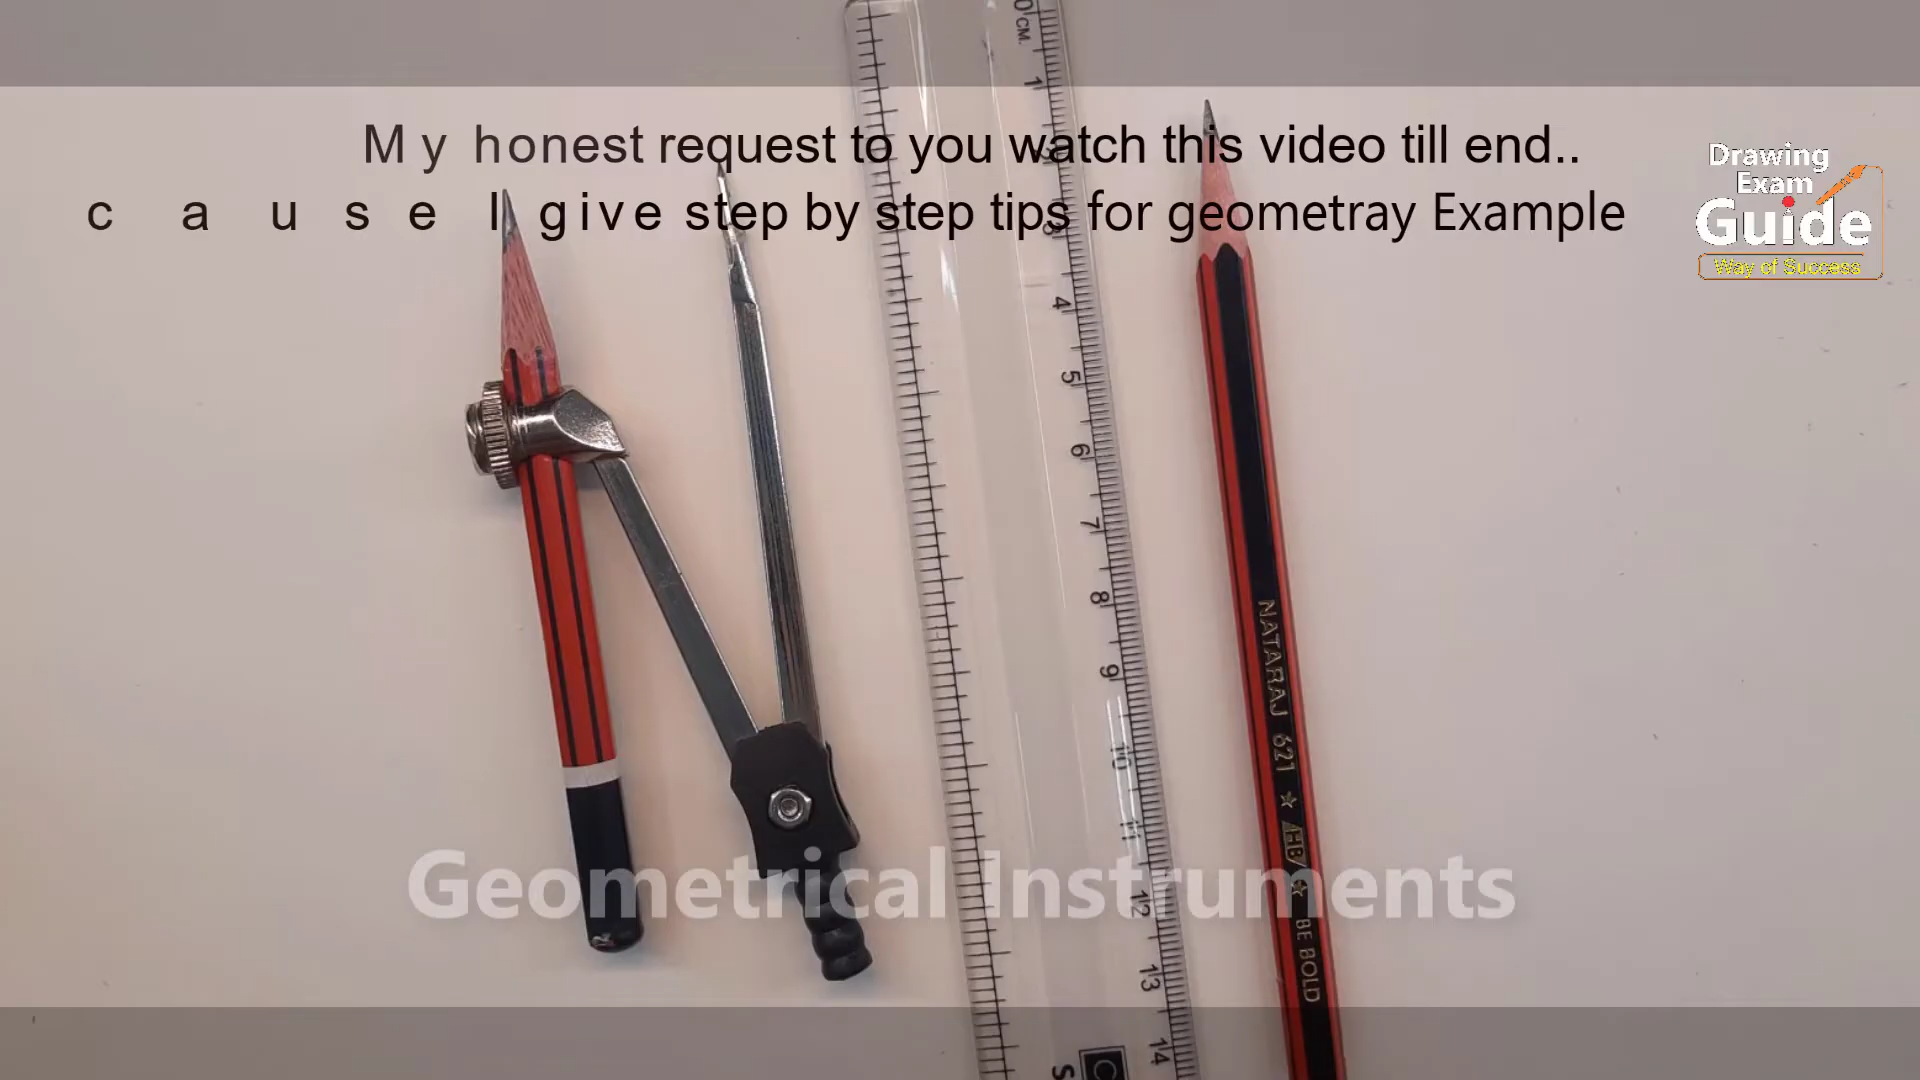 My honest request to you watch this video till end..
cause I give step by step tips for geometray Example
Drawing
Exam
Guide
Way of Success
0 CM.
1
3
4
5
6
7
8
9
10
11
12
13
14
NATARAJ 621 ★ HB/ ★ BE BOLD
Geometrical Instruments